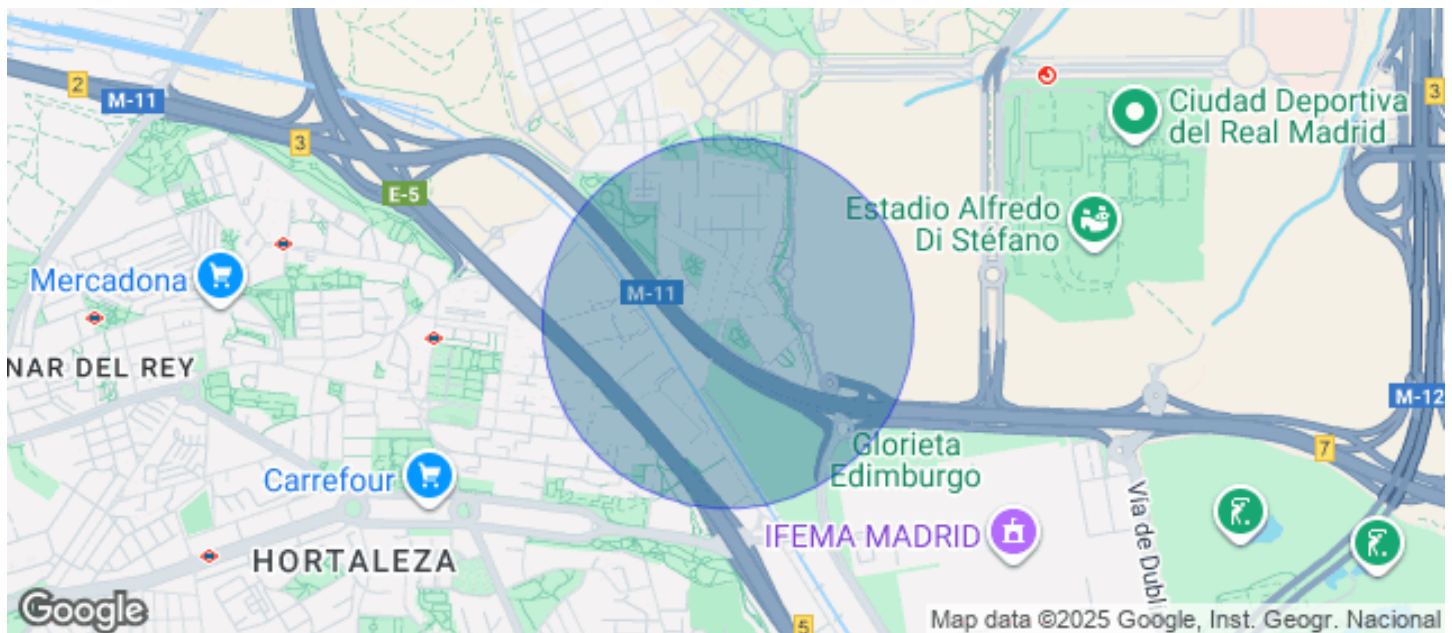 2
M-11
3
E-5
Mercadona
NAR DEL REY
Carrefour
HORTALEZA
M-11
Ciudad Deportiva
del Real Madrid
Estadio Alfredo
Di Stéfano
3
M-12
Glorieta
Edimburgo
7
IFEMA MADRID
Vía de Dubl
5
Google
Map data ©2025 Google, Inst. Geogr. Nacional